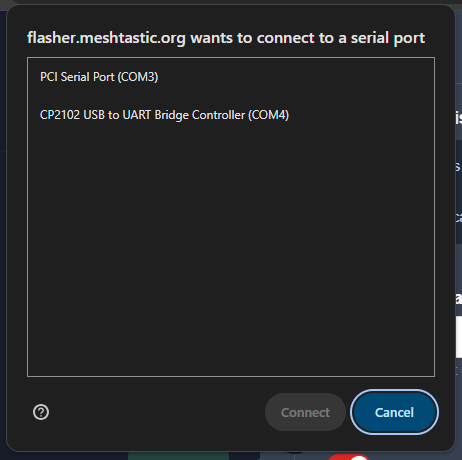 flasher.meshtastic.org wants to connect to a serial port
PCI Serial Port (COM3)
CP2102 USB to UART Bridge Controller (COM4)
Connect
Cancel